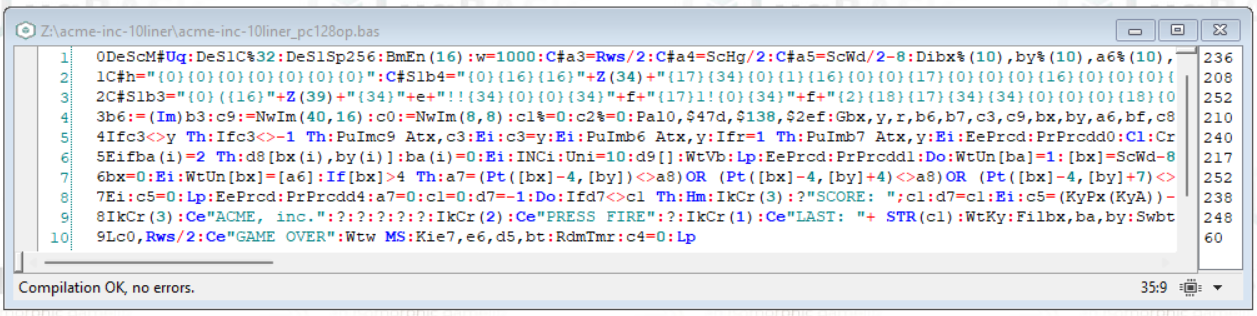 Z:\acme-inc-10liner\acme-inc-10liner_pc128op.bas
1 0DeScM#Uq:DeSlC%32:DeSlSp256:BmEn(16):w=1000:C#a3=Rws/2:C#a4=ScHg/2:C#a5=ScWd/2-8:Dibx%(10),by%(10),a6%(10), 236
2 1C#h="{0}{0}{0}{0}{0}{0}{0}":C#Slb4="{0}{16}{16}"+Z(34)+"{17}{34}{0}{1}{16}{0}{0}{17}{0}{0}{0}{16}{0}{0}{0}{ 208
3 2C#Slb3="{0}({16}"+Z(39)+"{34}"+e+"!!{34}{0}{0}{34}"+f+"{17}1!{0}{34}"+f+"{2}{18}{17}{34}{34}{0}{0}{0}{18}{0 252
4 3b6:=(Im)b3:c9:=NwIm(40,16):c0:=NwIm(8,8):cl%=0:c2%=0:Pal0,$47d,$138,$2ef:Gbx,y,r,b6,b7,c3,c9,bx,by,a6,bf,c8 210
5 4Ifc3<>y Th:Ifc3<>-1 Th:PuImc9 Atx,c3:Ei:c3=y:Ei:PuImb6 Atx,y:Ifr=1 Th:PuImb7 Atx,y:Ei:EePrcd:PrPrcdd0:Cl:Cr 240
6 5Eifba(i)=2 Th:d8[bx(i),by(i)]:ba(i)=0:Ei:INCi:Uni=10:d9[]:WtVb:Lp:EePrcd:PrPrcddl:Do:WtUn[ba]=1:[bx]=ScWd-8 217
7 6bx=0:Ei:WtUn[bx]=[a6]:If[bx]>4 Th:a7=(Pt([bx]-4,[by])<>a8)OR (Pt([bx]-4,[by]+4)<>a8)OR (Pt([bx]-4,[by]+7)<> 252
8 7Ei:c5=0:Lp:EePrcd:PrPrcdd4:a7=0:cl=0:d7=-1:Do:Ifd7<>cl Th:Hm:IkCr(3):?"SCORE: ";cl:d7=cl:Ei:c5=(KyPx(KyA))- 238
9 8IkCr(3):Ce"ACME, inc.":?:?:?:?:?:IkCr(2):Ce"PRESS FIRE":?:IkCr(1):Ce"LAST: "+ STR(cl):WtKy:Filbx,ba,by:Swbt 248
10 9Lc0,Rws/2:Ce"GAME OVER":Wtw MS:Kie7,e6,d5,bt:RdmTmr:c4=0:Lp 60
Compilation OK, no errors. 35:9